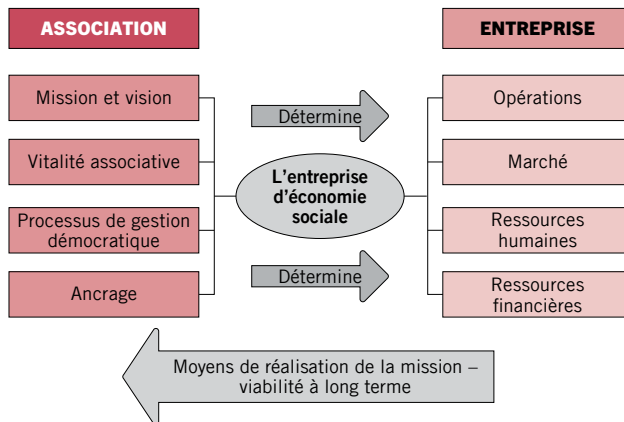 ASSOCIATION
ENTREPRISE
Mission et vision
Vitalité associative
Processus de gestion
démocratique
Ancrage
Détermine
L'entreprise
d'économie
sociale
Détermine
Opérations
Marché
Ressources
humaines
Ressources
financières
Moyens de réalisation de la mission –
viabilité à long terme